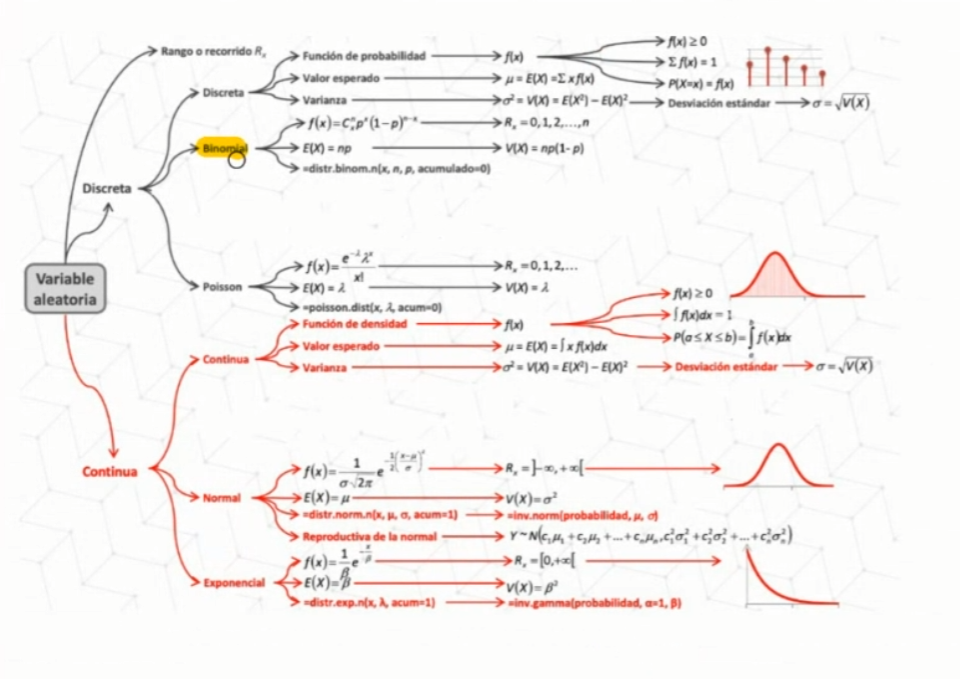 Rango o recorrido Rₓ
Función de probabilidad f(x) f(x) ≥ 0
Σ f(x) = 1
P(X=x) = f(x)
Discreta
Valor esperado μ = E(X) = Σ x f(x)
Varianza σ² = V(X) = E(X²) − E(X)² Desviación estándar σ = √V(X)
f(x) = Cₓⁿ pˣ (1−p)ⁿ⁻ˣ Rₓ = 0,1,2,...,n
Binomial
E(X) = np V(X) = np(1- p)
=distr.binom.n(x, n, p, acumulado=0)
Discreta
Variable
aleatoria
f(x) = e^(−λ) λˣ / x! Rₓ = 0,1,2,...
Poisson
E(X) = λ V(X) = λ
=poisson.dist(x, λ, acum=0)
Función de densidad f(x) f(x) ≥ 0
∫ f(x)dx = 1
P(a ≤ X ≤ b) = ∫ₐᵇ f(x)dx
Continua
Valor esperado μ = E(X) = ∫ x f(x)dx
Varianza σ² = V(X) = E(X²) − E(X)² Desviación estándar σ = √V(X)
Continua
f(x) = 1/(σ√2π) e^(−1/2((x−μ)/σ)²) Rₓ = ]-∞, +∞[
Normal
E(X) = μ V(X) = σ²
=distr.norm.n(x, μ, σ, acum=1) =inv.norm(probabilidad, μ, σ)
Reproductiva de la normal Y ~ N(c₁μ₁ + c₂μ₂ + ... + cₙμₙ, c₁²σ₁² + c₂²σ₂² + ... + cₙ²σₙ²)
f(x) = 1/β e^(−x/β) Rₓ = [0,+∞[
Exponencial
E(X) = β V(X) = β²
=distr.exp.n(x, λ, acum=1) =inv.gamma(probabilidad, α=1, β)